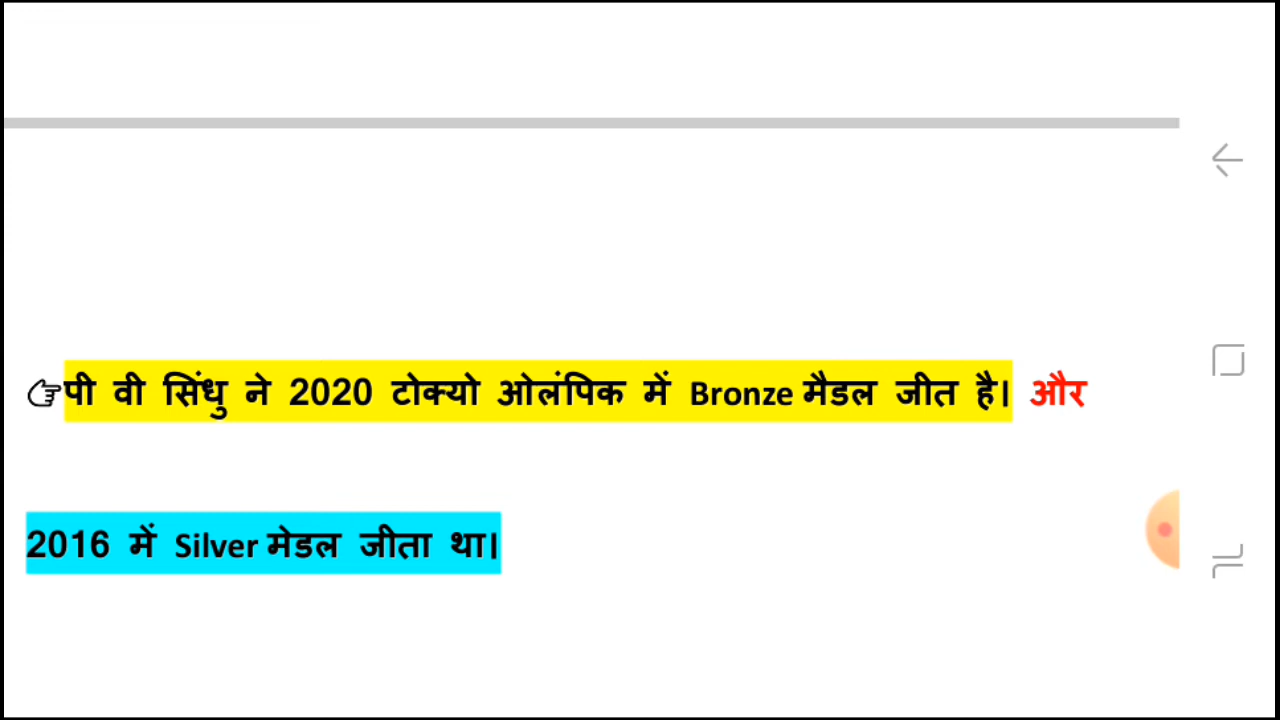 👉पी वी सिंधु ने 2020 टोक्यो ओलंपिक में Bronze मैडल जीत है। और
2016 में Silver मेडल जीता था।